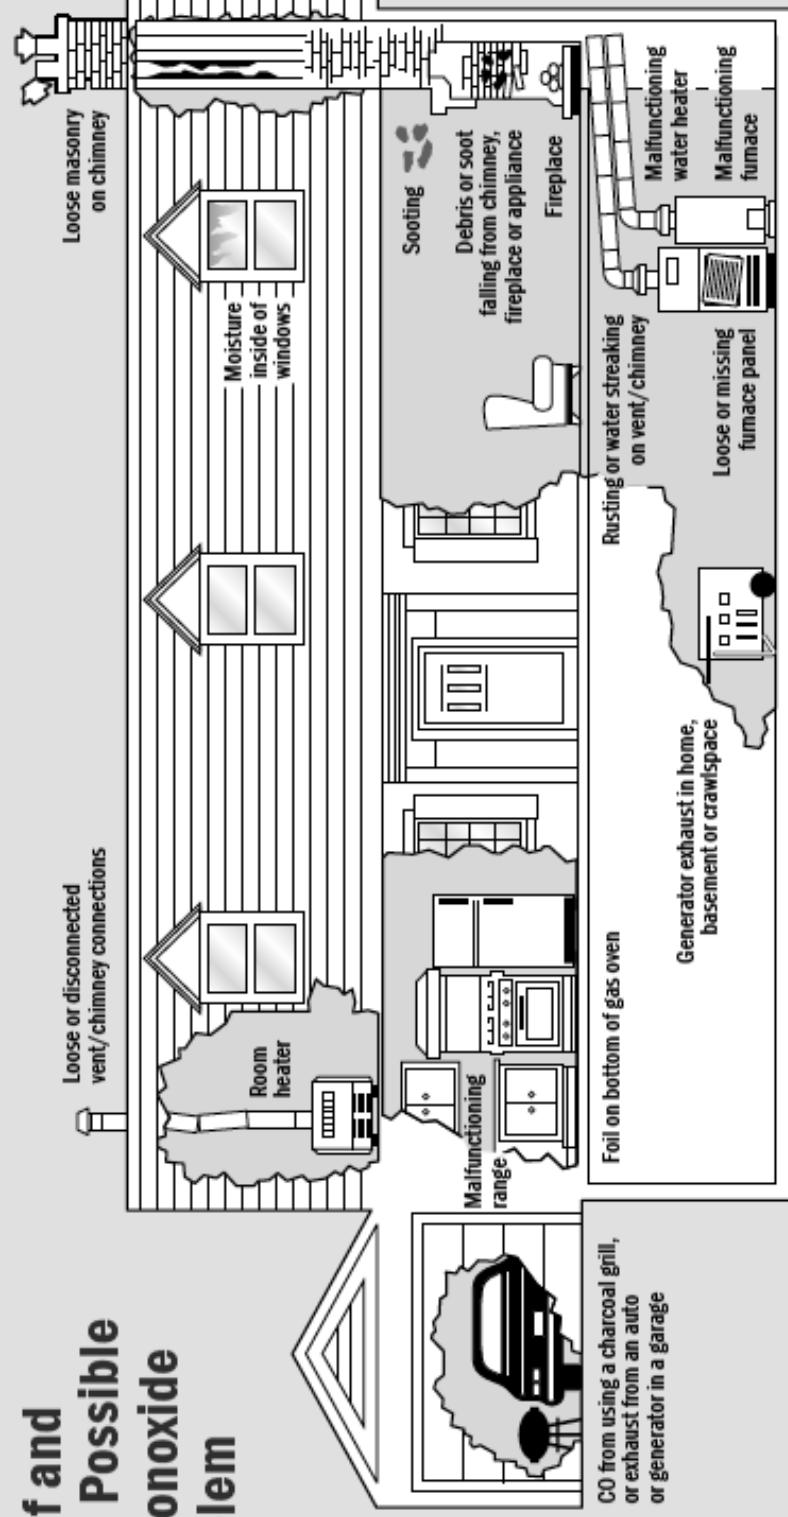 f and
Possible
onoxide
lem
Loose or disconnected
vent/chimney connections
Loose masonry
on chimney
Room
heater
Moisture
inside of
windows
Sooting
Debris or soot
falling from chimney,
fireplace or appliance
Fireplace
Malfunctioning
range
CO from using a charcoal grill,
or exhaust from an auto
or generator in a garage
Foil on bottom of gas oven
Generator exhaust in home,
basement or crawlspace
Rusting or water streaking
on vent/chimney
Loose or missing
furnace panel
Malfunctioning
water heater
Malfunctioning
furnace